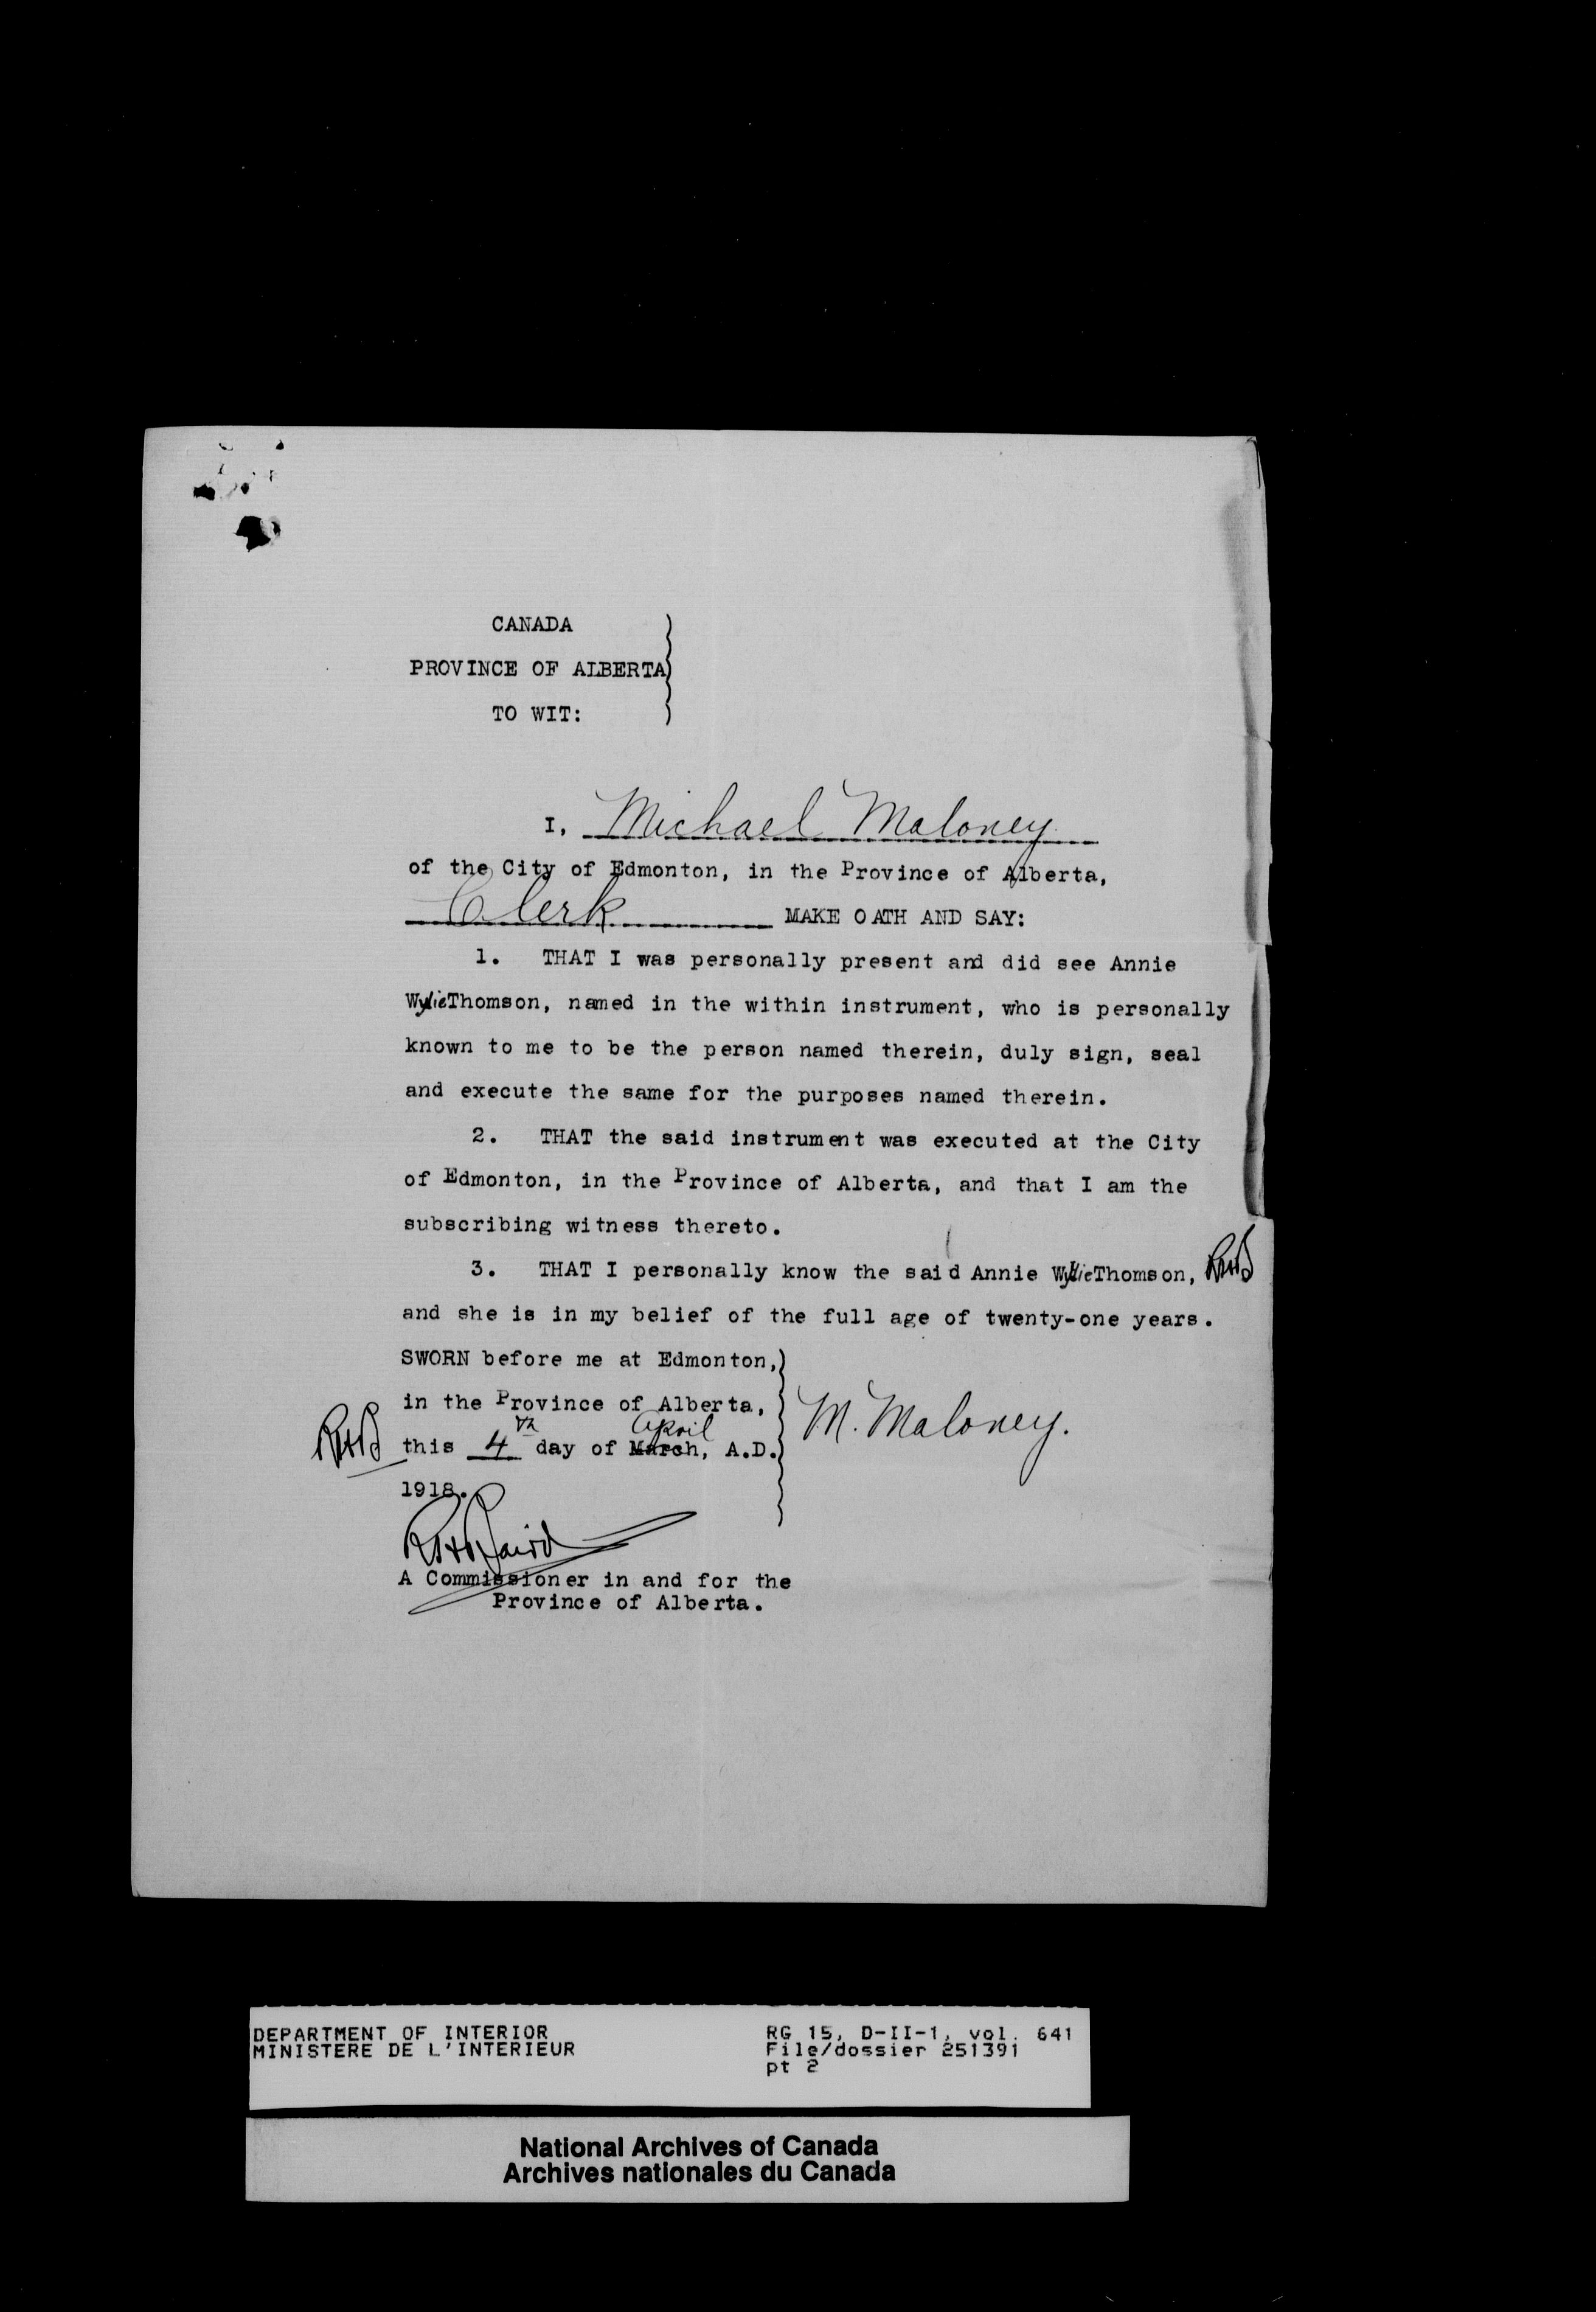 CANADA
PROVINCE OF ALBERTA
TO WIT:
I, Michael Maloney
of the City of Edmonton, in the Province of Alberta,
Clerk MAKE OATH AND SAY:
1. THAT I was personally present and did see Annie
Wylie Thomson, named in the within instrument, who is personally
known to me to be the person named therein, duly sign, seal
and execute the same for the purposes named therein.
2. THAT the said instrument was executed at the City
of Edmonton, in the Province of Alberta, and that I am the
subscribing witness thereto.
3. THAT I personally know the said Annie Wylie Thomson, RHB
and she is in my belief of the full age of twenty-one years.
SWORN before me at Edmonton,
in the Province of Alberta,
April
RHB this 4th day of March, A.D.
M. Maloney.
1918.
RH Baird
A Commissioner in and for the
Province of Alberta.
DEPARTMENT OF INTERIOR
MINISTERE DE L'INTERIEUR
RG 15, D-II-1, vol. 641
File/dossier 251391
pt 2
National Archives of Canada
Archives nationales du Canada